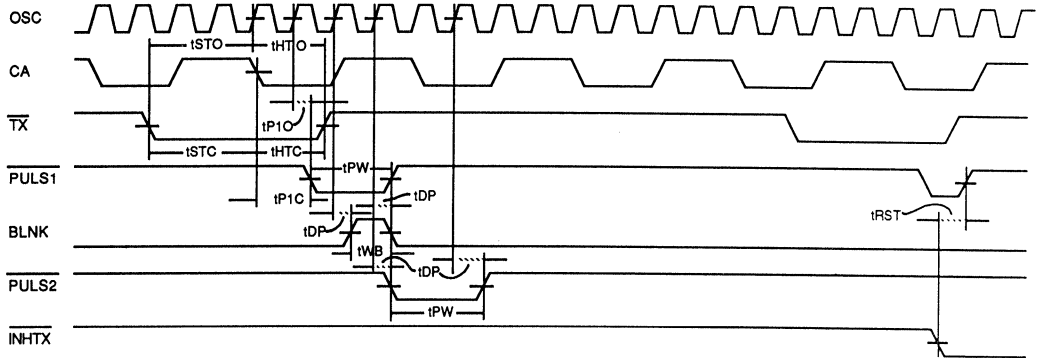 OSC
tSTO tHTO
CA
tP1O
TX
tSTC tHTC
tPW
PULS1
tP1C tDP
tRST
tDP
BLNK
tWB tDP
PULS2
tPW
INHTX